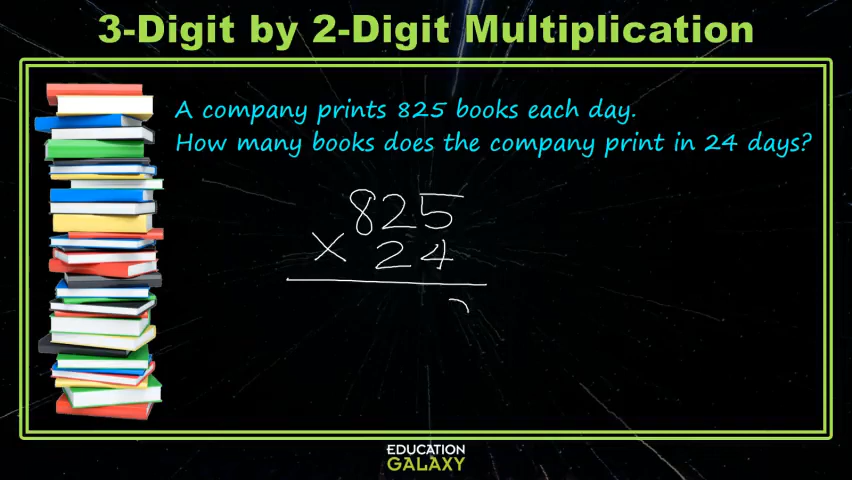 3-Digit by 2-Digit Multiplication
A company prints 825 books each day.
How many books does the company print in 24 days?
825
× 24
EDUCATION
GALAXY